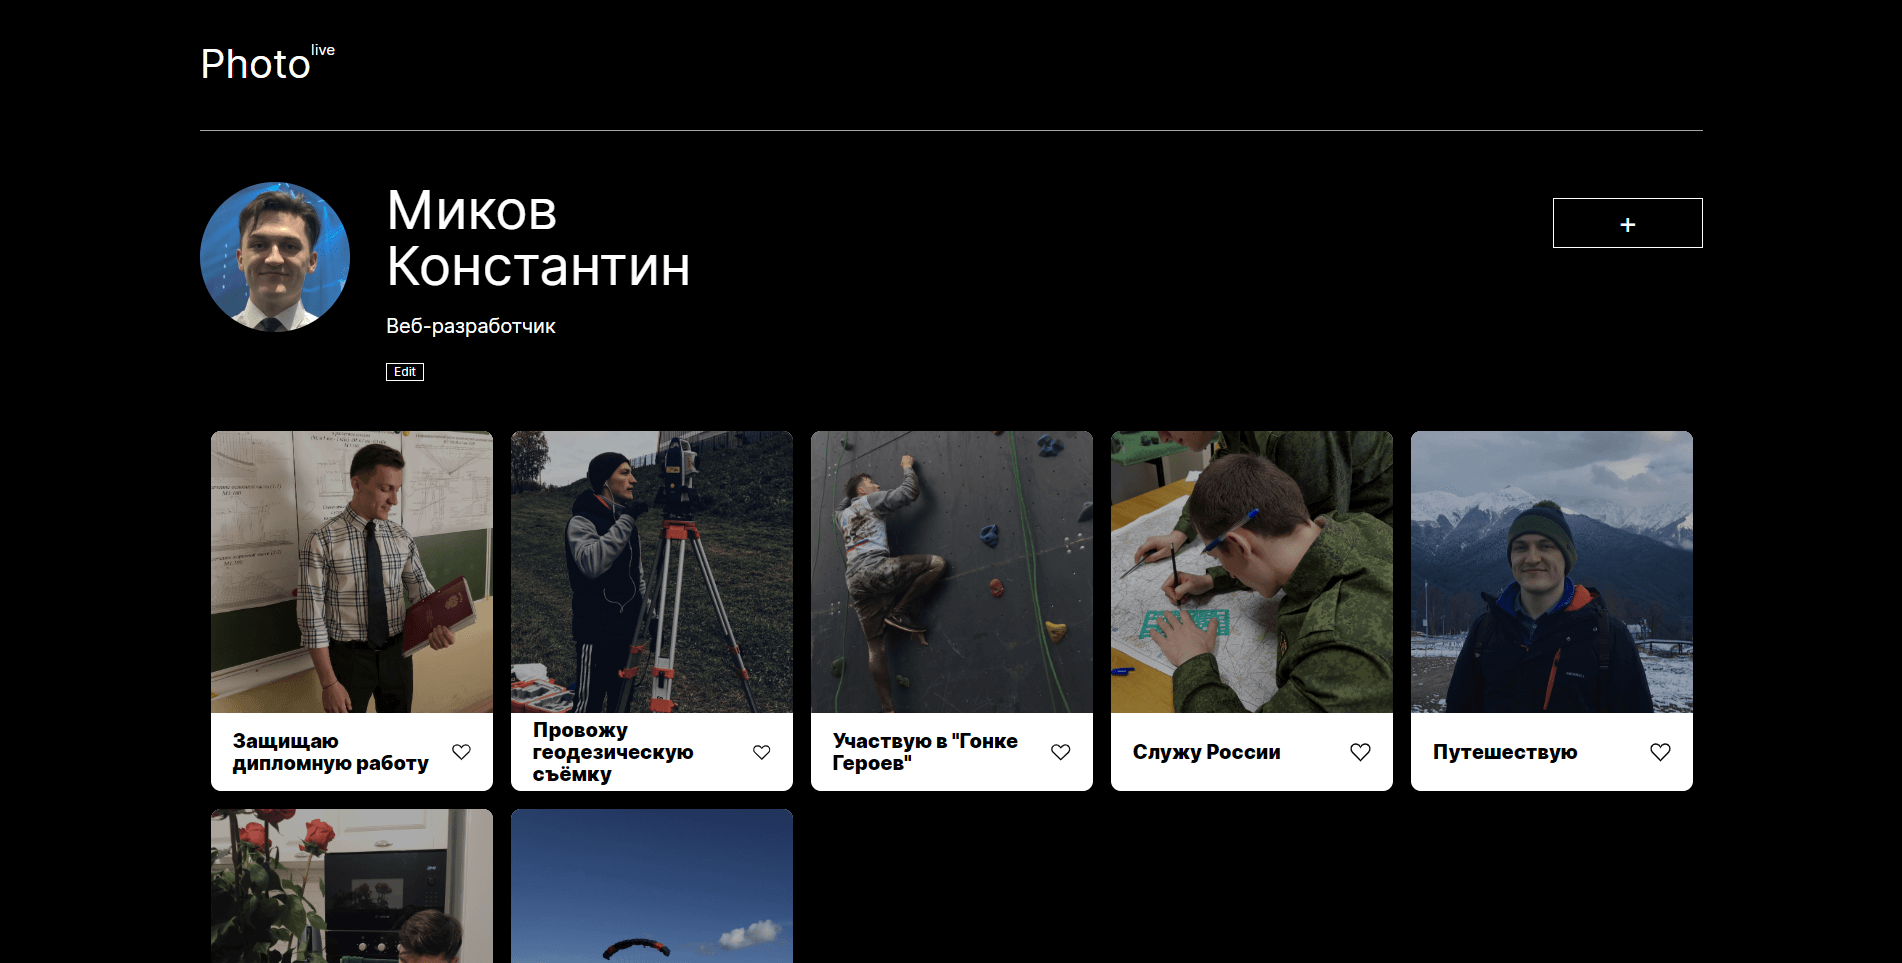 Photo live
Миков
Константин
Веб-разработчик
Edit
+
Защищаю
дипломную работу
Провожу
геодезическую
съёмку
Участвую в "Гонке
Героев"
Служу России
Путешествую